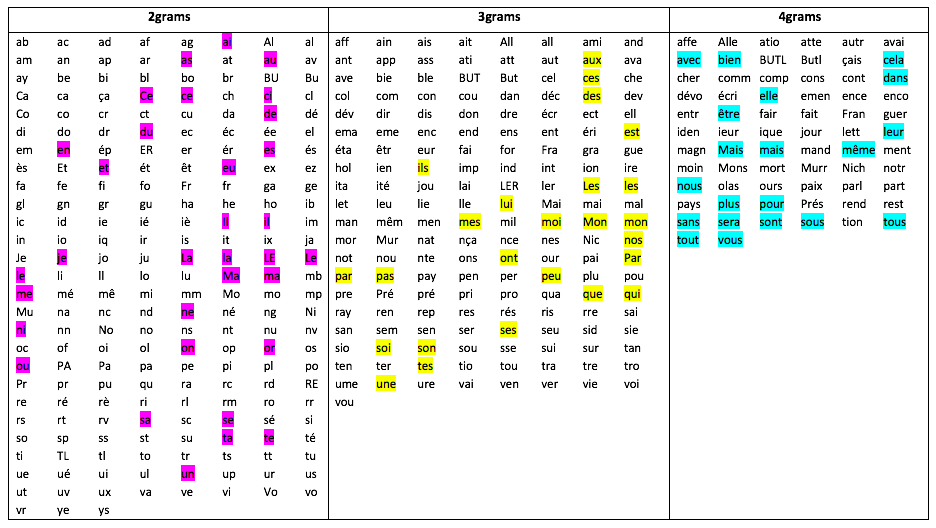 2grams
ab ac ad af ag ai Al al
am an ap ar as at au av
ay be bi bl bo br BU Bu
Ca ca ça Ce ce ch ci cl
Co co cr ct cu da de dé
di do dr du ec éc ée el
em en ép ER er ér es és
ès Et et ét êt eu ex ez
fa fe fi fo Fr fr ga ge
gl gn gr gu ha he ho ib
ic id ie ié iè Il il im
in io iq ir is it ix ja
Je je jo ju La la LE Le
le li ll lo lu Ma ma mb
me mé mê mi mm Mo mo mp
Mu na nc nd ne né ng Ni
ni nn No no ns nt nu nv
oc of oi ol on op or os
ou PA Pa pa pe pi pl po
Pr pr pu qu ra rc rd RE
re ré rè ri rl rm ro rr
rs rt rv sa sc se sé si
so sp ss st su ta te té
ti TL tl to tr ts tt tu
ue ué ui ul un up ur us
ut uv ux va ve vi Vo vo
vr ye ys
3grams
aff ain ais ait All all ami and
ant app ass ati att aut aux ava
ave bie ble BUT But cel ces che
col com con cou dan déc des dev
dév dir dis don dre écr ect ell
ema eme enc end ens ent éri est
éta êtr eur fai for Fra gra gue
hol ien ils imp ind int ion ire
ita ité jou lai LER ler Les les
let leu lie lle lui Mai mai mal
man mêm men mes mil moi Mon mon
mor Mur nat nça nce nes Nic nos
not nou nte ons ont our pai Par
par pas pay pen per peu plu pou
pre Pré pré pri pro qua que qui
ray ren rep res rés ris rre sai
san sem sen ser ses seu sid sie
sio soi son sou sse sui sur tan
ten ter tes tio tou tra tre tro
ume une ure vai ven ver vie voi
vou
4grams
affe Alle atio atte autr avai
avec bien BUTL Butl çais cela
cher comm comp cons cont dans
dévo écri elle emen ence enco
entr être fair fait Fran guer
iden ieur ique jour lett leur
magn Mais mais mand même ment
moin Mons mort Murr Nich notr
nous olas ours paix parl part
pays plus pour Prés rend rest
sans sera sont sous tion tous
tout vous